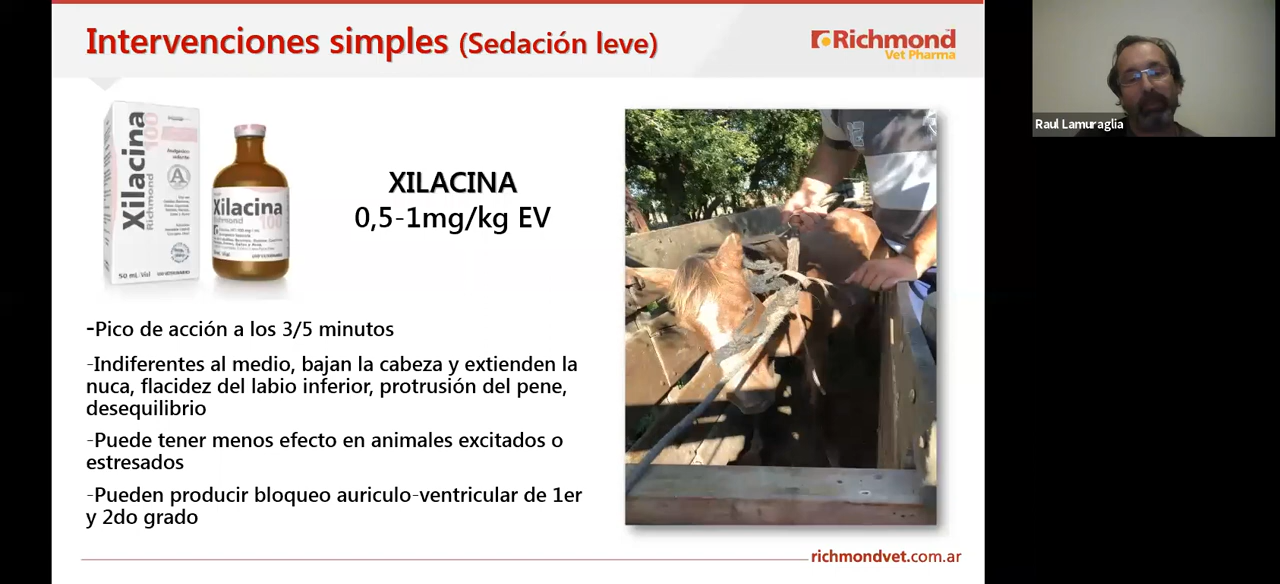 Intervenciones simples (Sedación leve)
Richmond
Vet Pharma
Raul Lamuraglia
Xilacina
100
Richmond
A
50 mL/Vial
Xilacina
100
Richmond
XILACINA
0,5-1mg/kg EV
-Pico de acción a los 3/5 minutos
-Indiferentes al medio, bajan la cabeza y extienden la
nuca, flacidez del labio inferior, protrusión del pene,
desequilibrio
-Puede tener menos efecto en animales excitados o
estresados
-Pueden producir bloqueo auriculo-ventricular de 1er
y 2do grado
richmondvet.com.ar